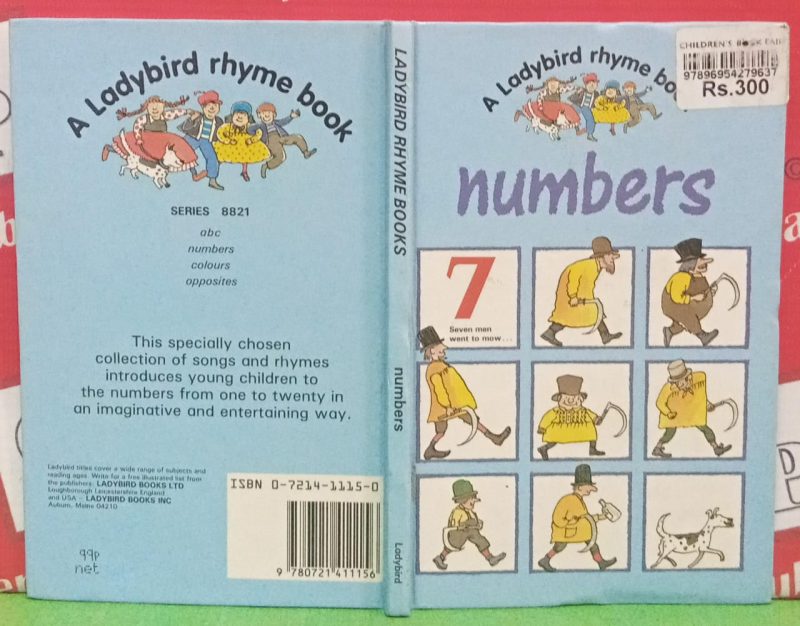 A Ladybird rhyme book
SERIES 8821
abc
numbers
colours
opposites
This specially chosen
collection of songs and rhymes
introduces young children to
the numbers from one to twenty in
an imaginative and entertaining way.
Ladybird titles cover a wide range of subjects and
reading ages. Write for a free illustrated list from
the publishers: LADYBIRD BOOKS LTD
Loughborough Leicestershire England
and USA – LADYBIRD BOOKS INC
Auburn, Maine 04210
99p
net
ISBN 0-7214-1115-0
9 780721 411156
LADYBIRD RHYME BOOKS
numbers
Ladybird
A Ladybird rhyme boo
CHILDREN'S BOOK FAIR
97896954279637
Rs.300
numbers
7
Seven men
went to mow...